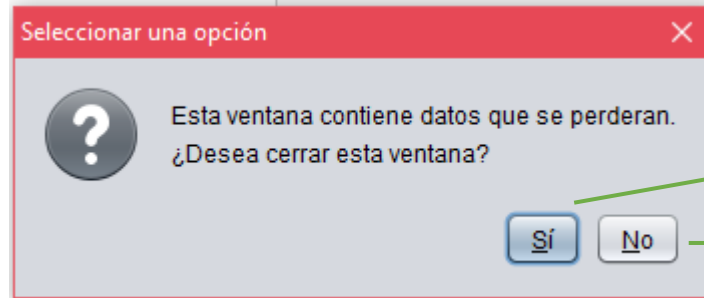 Seleccionar una opción
Esta ventana contiene datos que se perderan.
¿Desea cerrar esta ventana?
Sí No